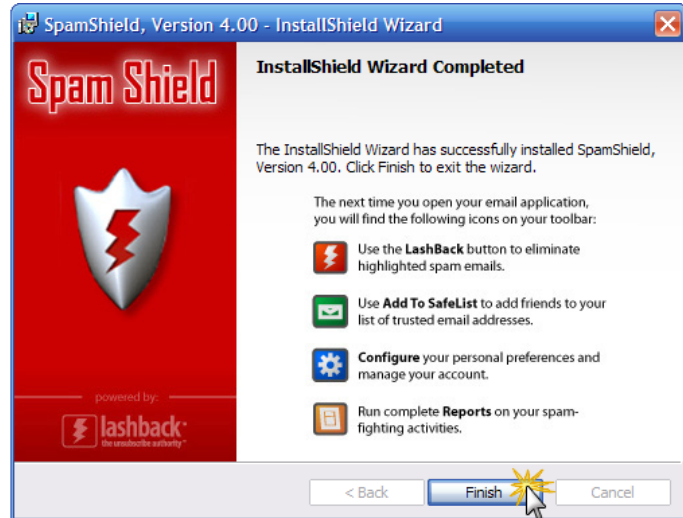 SpamShield, Version 4.00 - InstallShield Wizard
Spam Shield
InstallShield Wizard Completed
The InstallShield Wizard has successfully installed SpamShield,
Version 4.00. Click Finish to exit the wizard.
The next time you open your email application,
you will find the following icons on your toolbar:
Use the LashBack button to eliminate
highlighted spam emails.
Use Add To SafeList to add friends to your
list of trusted email addresses.
Configure your personal preferences and
manage your account.
Run complete Reports on your spam-
fighting activities.
powered by:
lashback
the unsubscribe authority
< Back
Finish
Cancel